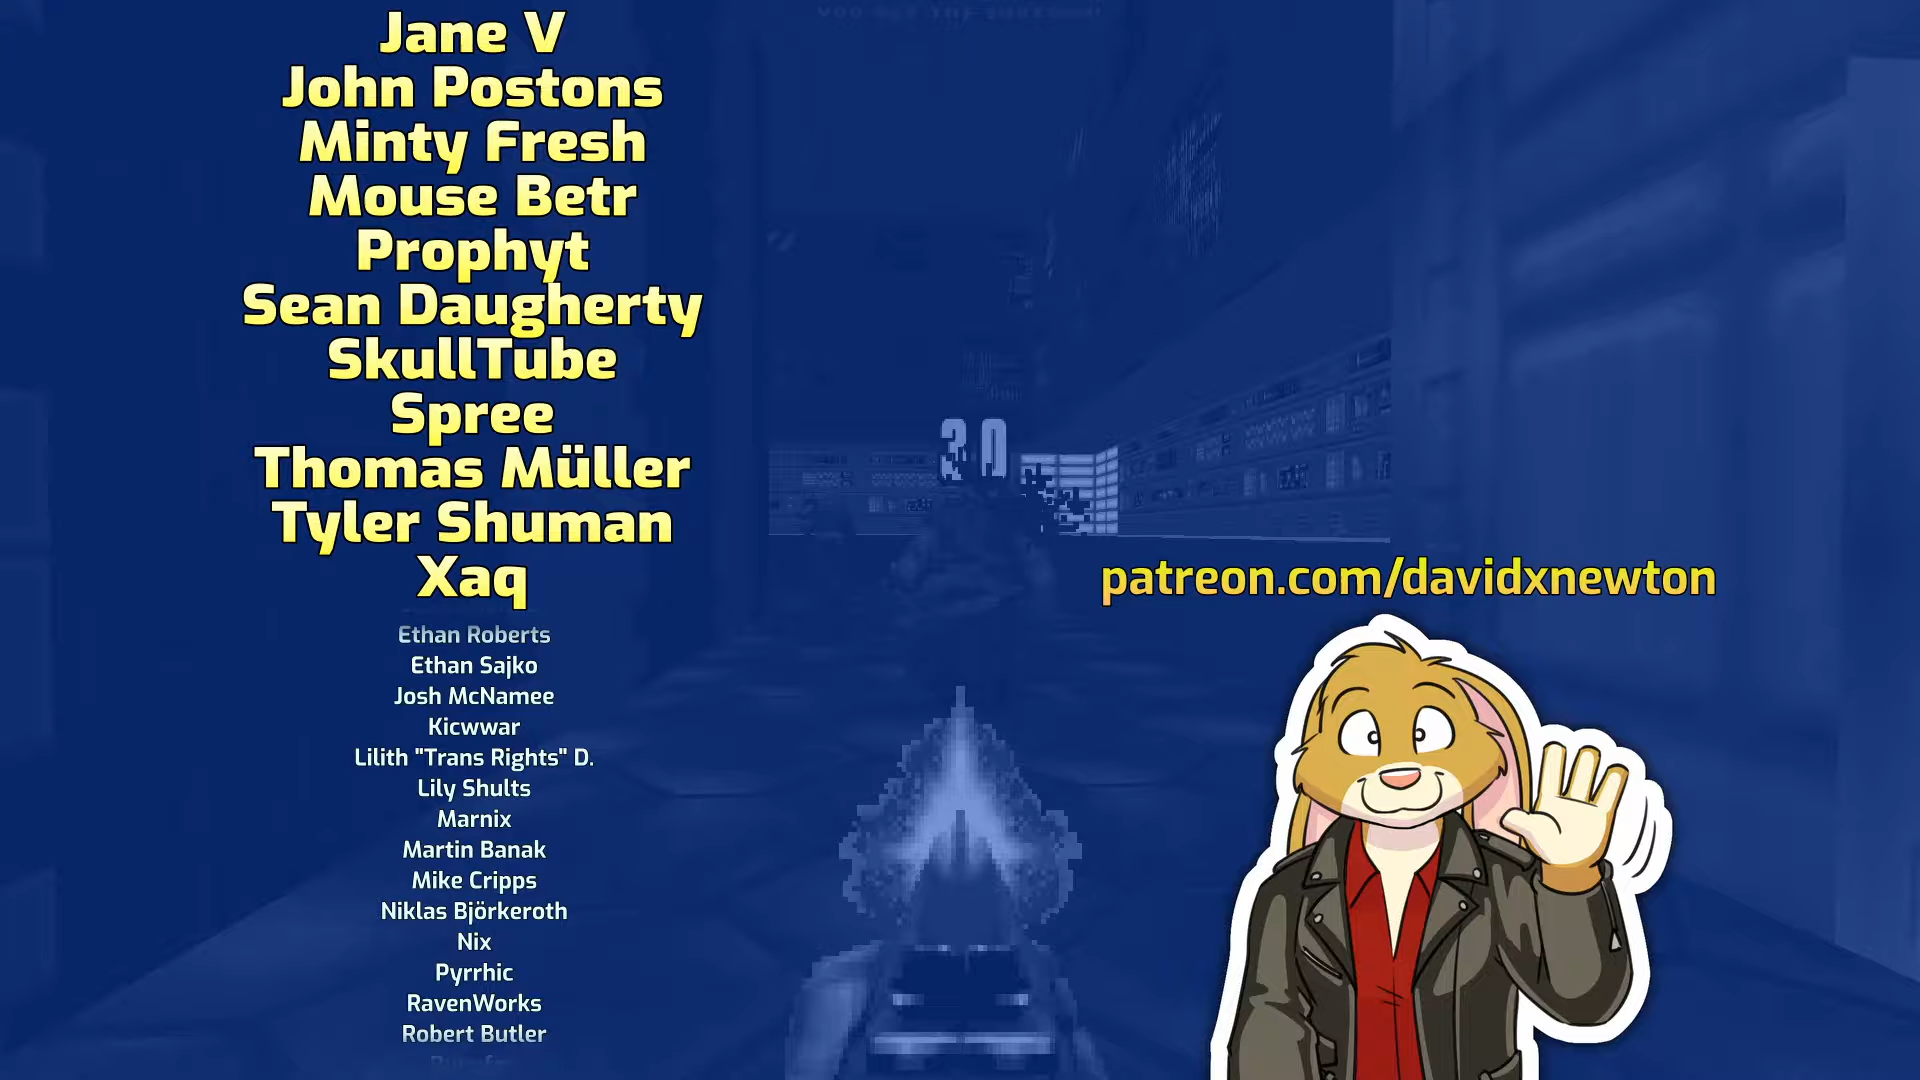 Jane V
John Postons
Minty Fresh
Mouse Betr
Prophyt
Sean Daugherty
SkullTube
Spree
Thomas Müller
Tyler Shuman
Xaq
Ethan Roberts
Ethan Sajko
Josh McNamee
Kicwwar
Lilith "Trans Rights" D.
Lily Shults
Marnix
Martin Banak
Mike Cripps
Niklas Björkeroth
Nix
Pyrrhic
RavenWorks
Robert Butler
30
patreon.com/davidxnewton